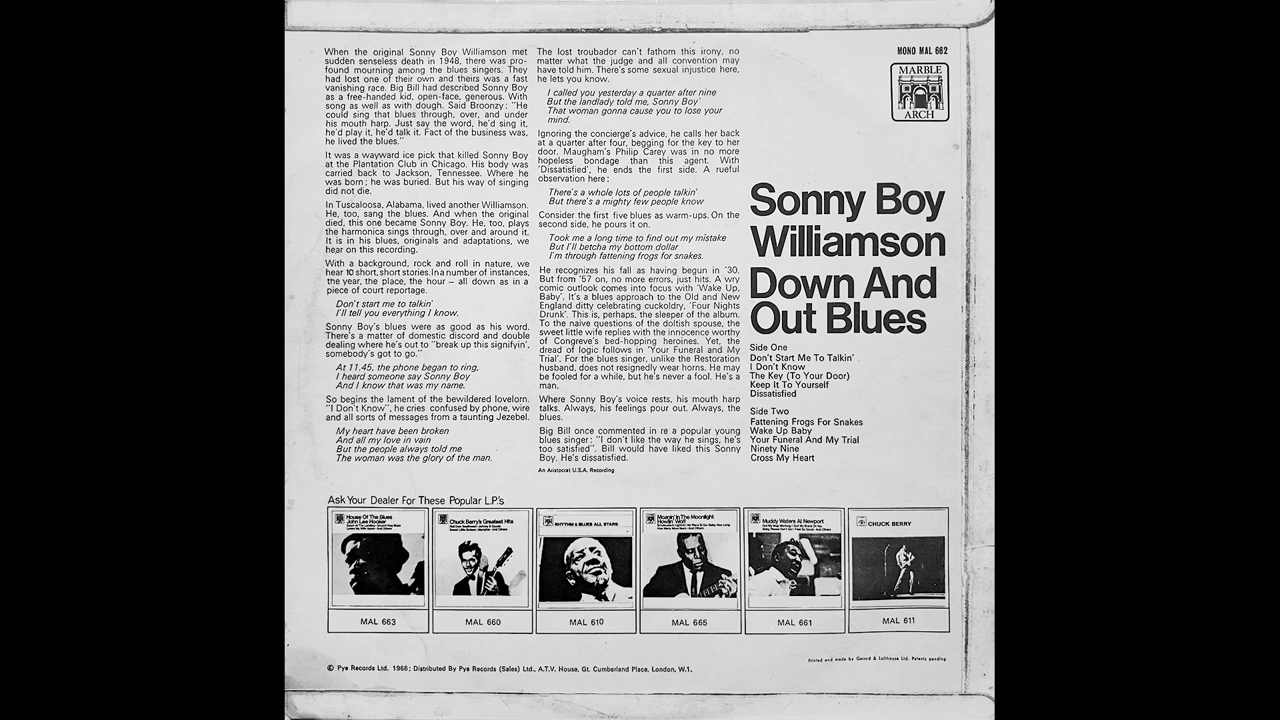 When the original Sonny Boy Williamson met
sudden senseless death in 1948, there was pro-
found mourning among the blues singers. They
had lost one of their own and theirs was a fast
vanishing race. Big Bill had described Sonny Boy
as a free-handed kid, open-face, generous. With
song as well as with dough. Said Broonzy: "He
could sing that blues through, over, and under
his mouth harp. Just say the word, he'd sing it,
he'd play it, he'd talk it. Fact of the business was,
he lived the blues."
It was a wayward ice pick that killed Sonny Boy
at the Plantation Club in Chicago. His body was
carried back to Jackson, Tennessee. Where he
was born; he was buried. But his way of singing
did not die.
In Tuscaloosa, Alabama, lived another Williamson.
He, too, sang the blues. And when the original
died, this one became Sonny Boy. He, too, plays
the harmonica sings through, over and around it.
It is in his blues, originals and adaptations, we
hear on this recording.
With a background, rock and roll in nature, we
hear 10 short, short stories. In a number of instances,
the year, the place, the hour — all down as in a
piece of court reportage.
Don't start me to talkin'
I'll tell you everything I know.
Sonny Boy's blues were as good as his word.
There's a matter of domestic discord and double
dealing where he's out to "break up this signifyin',
somebody's got to go."
At 11.45, the phone began to ring,
I heard someone say Sonny Boy
And I know that was my name.
So begins the lament of the bewildered lovelorn.
"I Don't Know", he cries confused by phone, wire
and all sorts of messages from a taunting Jezebel.
My heart have been broken
And all my love in vain
But the people always told me
The woman was the glory of the man.
The lost troubador can't fathom this irony, no
matter what the judge and all convention may
have told him. There's some sexual injustice here,
he lets you know.
I called you yesterday a quarter after nine
But the landlady told me, Sonny Boy'
That woman gonna cause you to lose your
mind.
Ignoring the concierge's advice, he calls her back
at a quarter after four, begging for the key to her
door. Maugham's Philip Carey was in no more
hopeless bondage than this agent. With
'Dissatisfied', he ends the first side. A rueful
observation here:
There's a whole lots of people talkin'
But there's a mighty few people know
Consider the first five blues as warm-ups. On the
second side, he pours it on.
Took me a long time to find out my mistake
But I'll betcha my bottom dollar
I'm through fattening frogs for snakes.
He recognizes his fall as having begun in '30.
But from '57 on, no more errors, just hits. A wry
comic outlook comes into focus with 'Wake Up,
Baby'. It's a blues approach to the Old and New
England ditty celebrating cuckoldry, 'Four Nights
Drunk'. This is, perhaps, the sleeper of the album.
To the naive questions of the doltish spouse, the
sweet little wife replies with the innocence worthy
of Congreve's bed-hopping heroines. Yet, the
dread of logic follows in 'Your Funeral and My
Trial'. For the blues singer, unlike the Restoration
husband, does not resignedly wear horns. He may
be fooled for a while, but he's never a fool. He's a
man.
Where Sonny Boy's voice rests, his mouth harp
talks. Always, his feelings pour out. Always, the
blues.
Big Bill once commented in re a popular young
blues singer: "I don't like the way he sings, he's
too satisfied". Bill would have liked this Sonny
Boy. He's dissatisfied.
An Aristocrat U.S.A. Recording
MONO MAL 662
MARBLE
ARCH
Sonny Boy
Williamson
Down And
Out Blues
Side One
Don't Start Me To Talkin'
I Don't Know
The Key (To Your Door)
Keep It To Yourself
Dissatisfied
Side Two
Fattening Frogs For Snakes
Wake Up Baby
Your Funeral And My Trial
Ninety Nine
Cross My Heart
Ask Your Dealer For These Popular L.P.'s
House Of The Blues
John Lee Hooker
Chuck Berry's Greatest Hits
RHYTHM & BLUES ALL STARS
Moanin' In The Moonlight
Howlin' Wolf
Muddy Waters At Newport
CHUCK BERRY
MAL 663
MAL 660
MAL 610
MAL 665
MAL 661
MAL 611
Printed and made by Garrod & Lofthouse Ltd. Patents pending
© Pye Records Ltd. 1966; Distributed By Pye Records (Sales) Ltd., A.T.V. House, Gt. Cumberland Place, London, W.1.